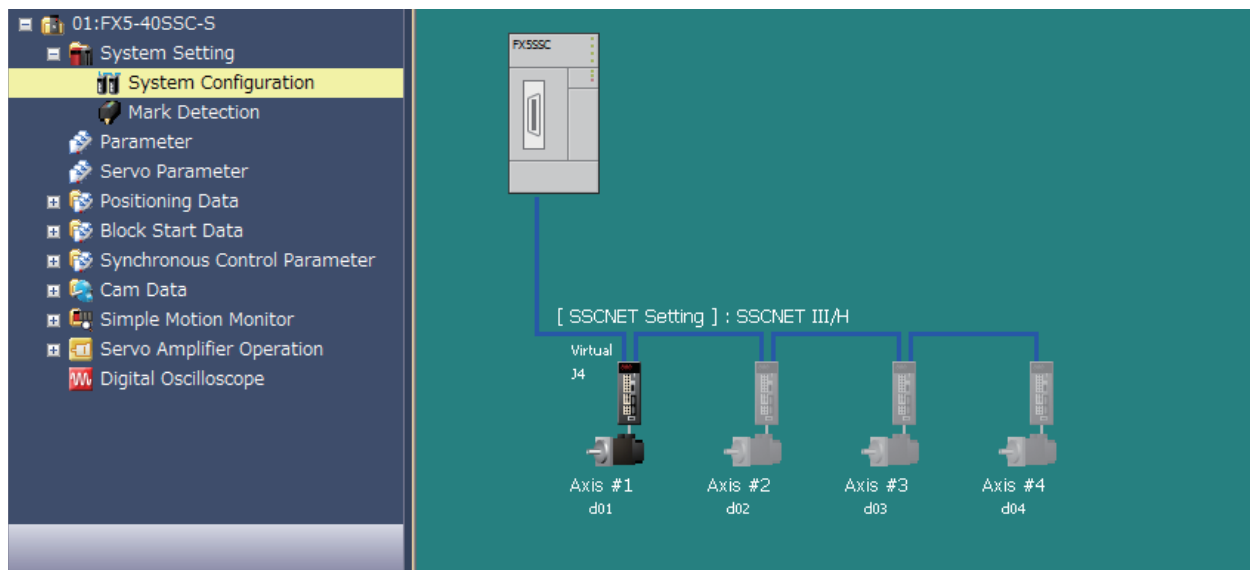 01:FX5-40SSC-S
System Setting
System Configuration
Mark Detection
Parameter
Servo Parameter
Positioning Data
Block Start Data
Synchronous Control Parameter
Cam Data
Simple Motion Monitor
Servo Amplifier Operation
Digital Oscilloscope
FX5SSC
[ SSCNET Setting ] : SSCNET III/H
Virtual
J4
Axis #1
d01
Axis #2
d02
Axis #3
d03
Axis #4
d04